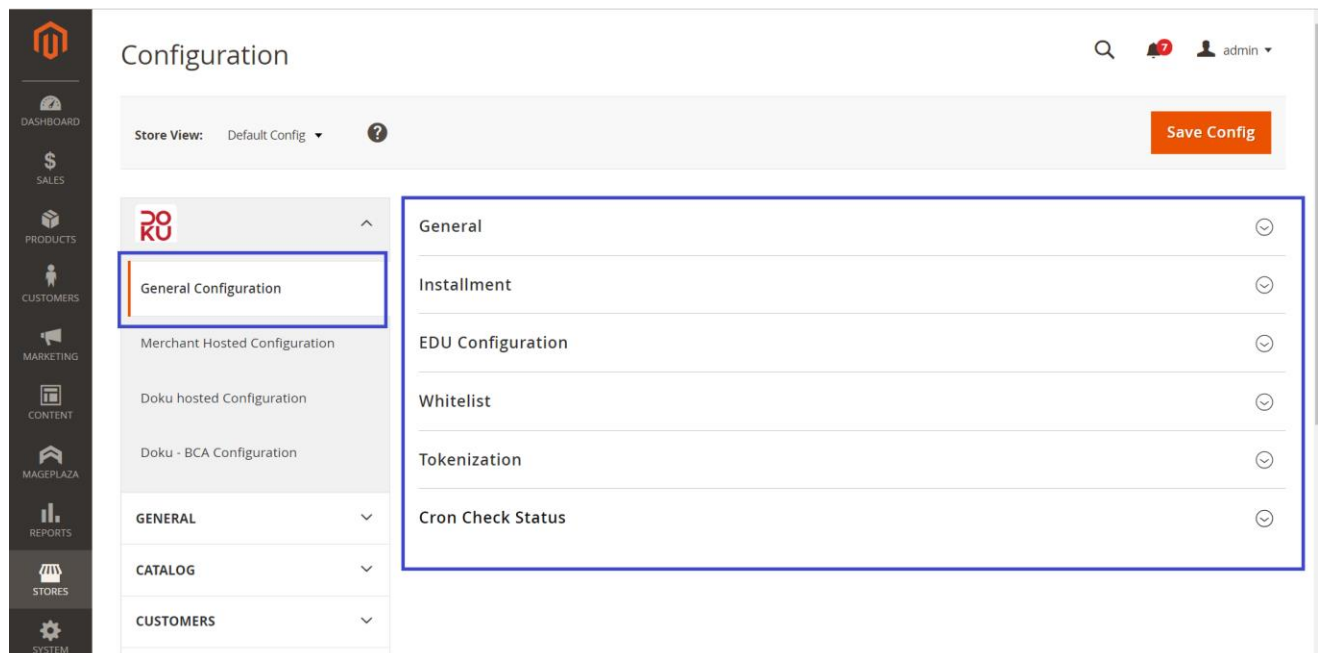 Configuration
7
admin
DASHBOARD
SALES
PRODUCTS
CUSTOMERS
MARKETING
CONTENT
MAGEPLAZA
REPORTS
STORES
SYSTEM
Store View: Default Config ?
Save Config
DOKU
General Configuration
Merchant Hosted Configuration
Doku hosted Configuration
Doku - BCA Configuration
GENERAL
CATALOG
CUSTOMERS
General
Installment
EDU Configuration
Whitelist
Tokenization
Cron Check Status